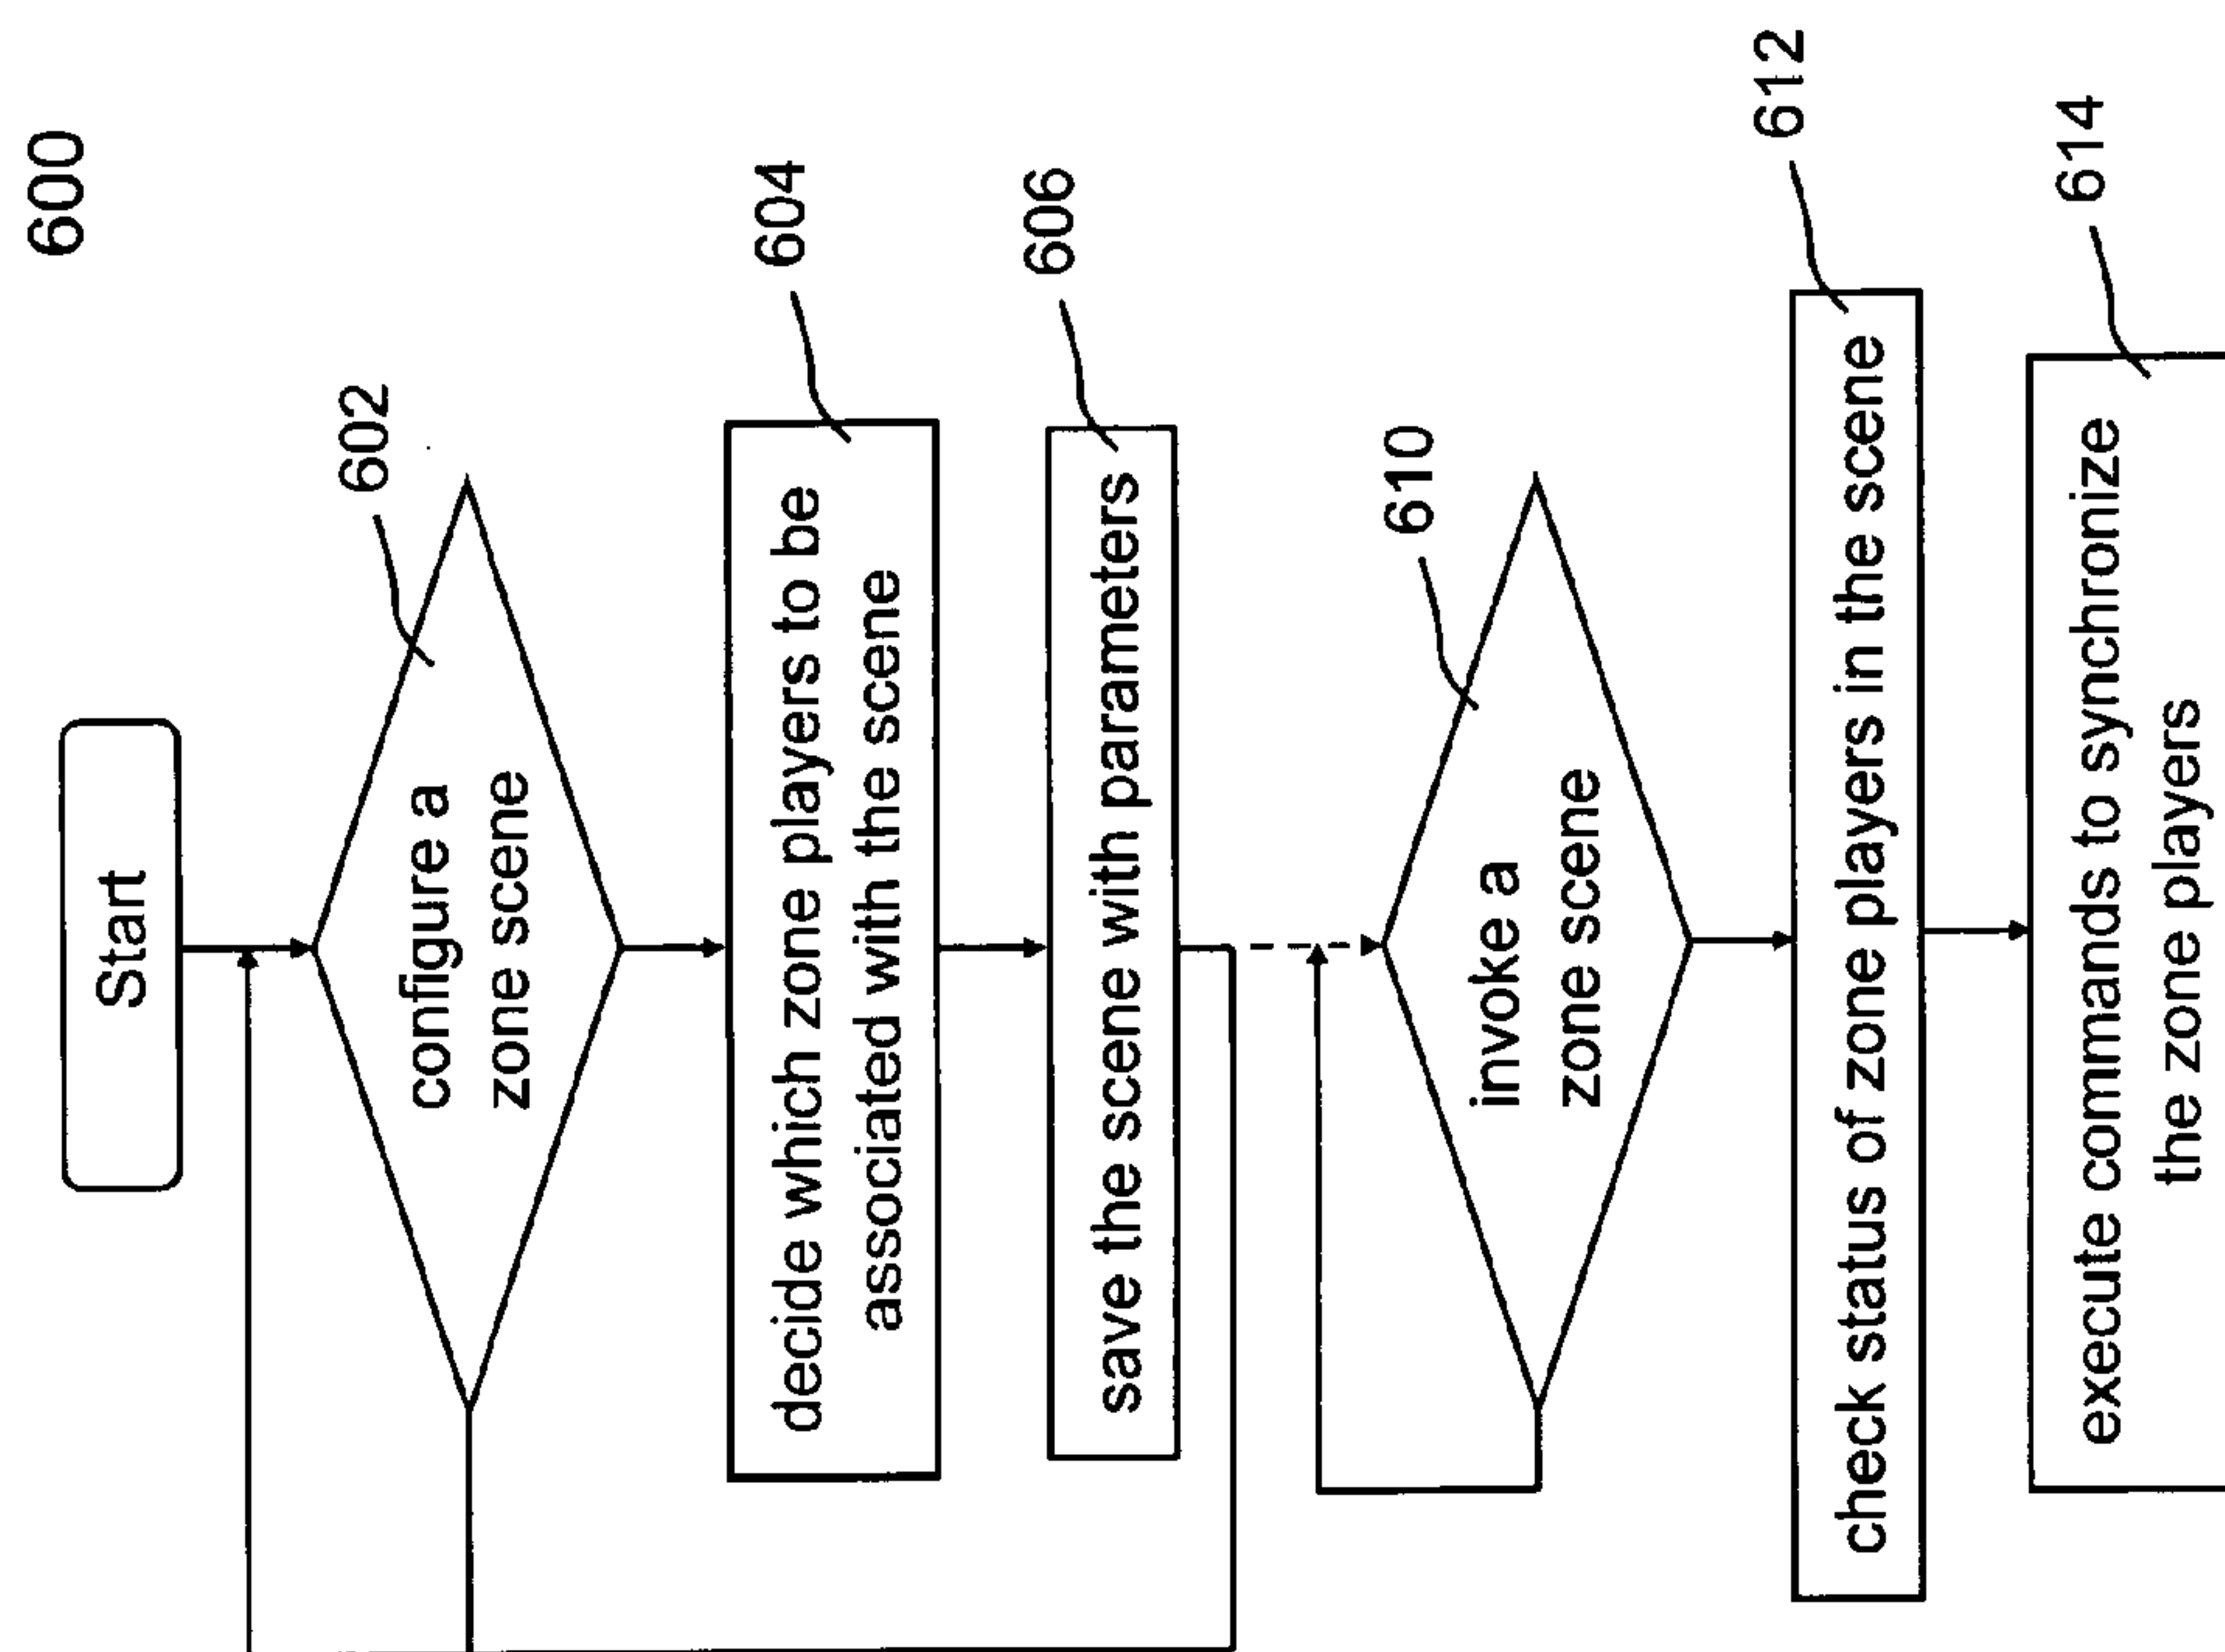 600
Start
602
configure a
zone scene
604
decide which zone players to be
associated with the scene
606
save the scene with parameters
610
invoke a
zone scene
612
check status of zone players in the scene
614
execute commands to synchronize
the zone players